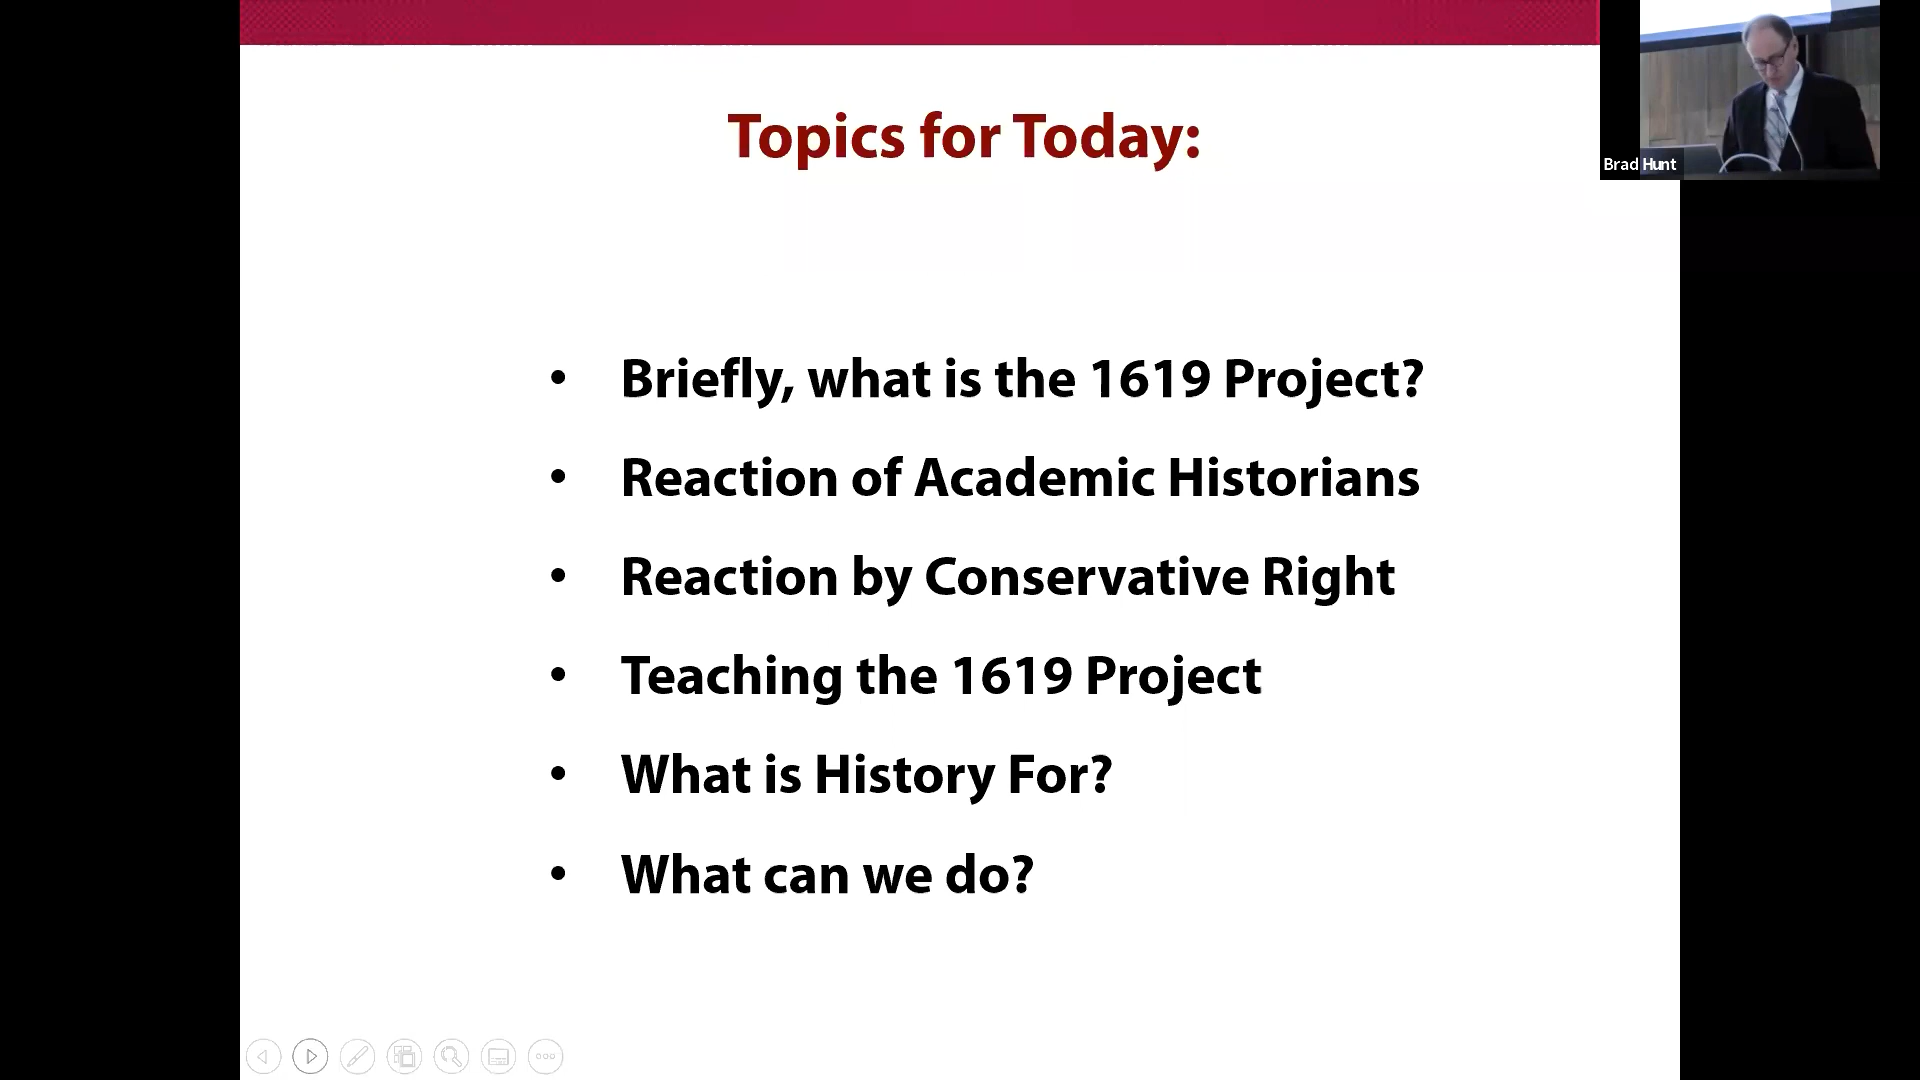 Topics for Today:
Brad Hunt
• Briefly, what is the 1619 Project?
• Reaction of Academic Historians
• Reaction by Conservative Right
• Teaching the 1619 Project
• What is History For?
• What can we do?